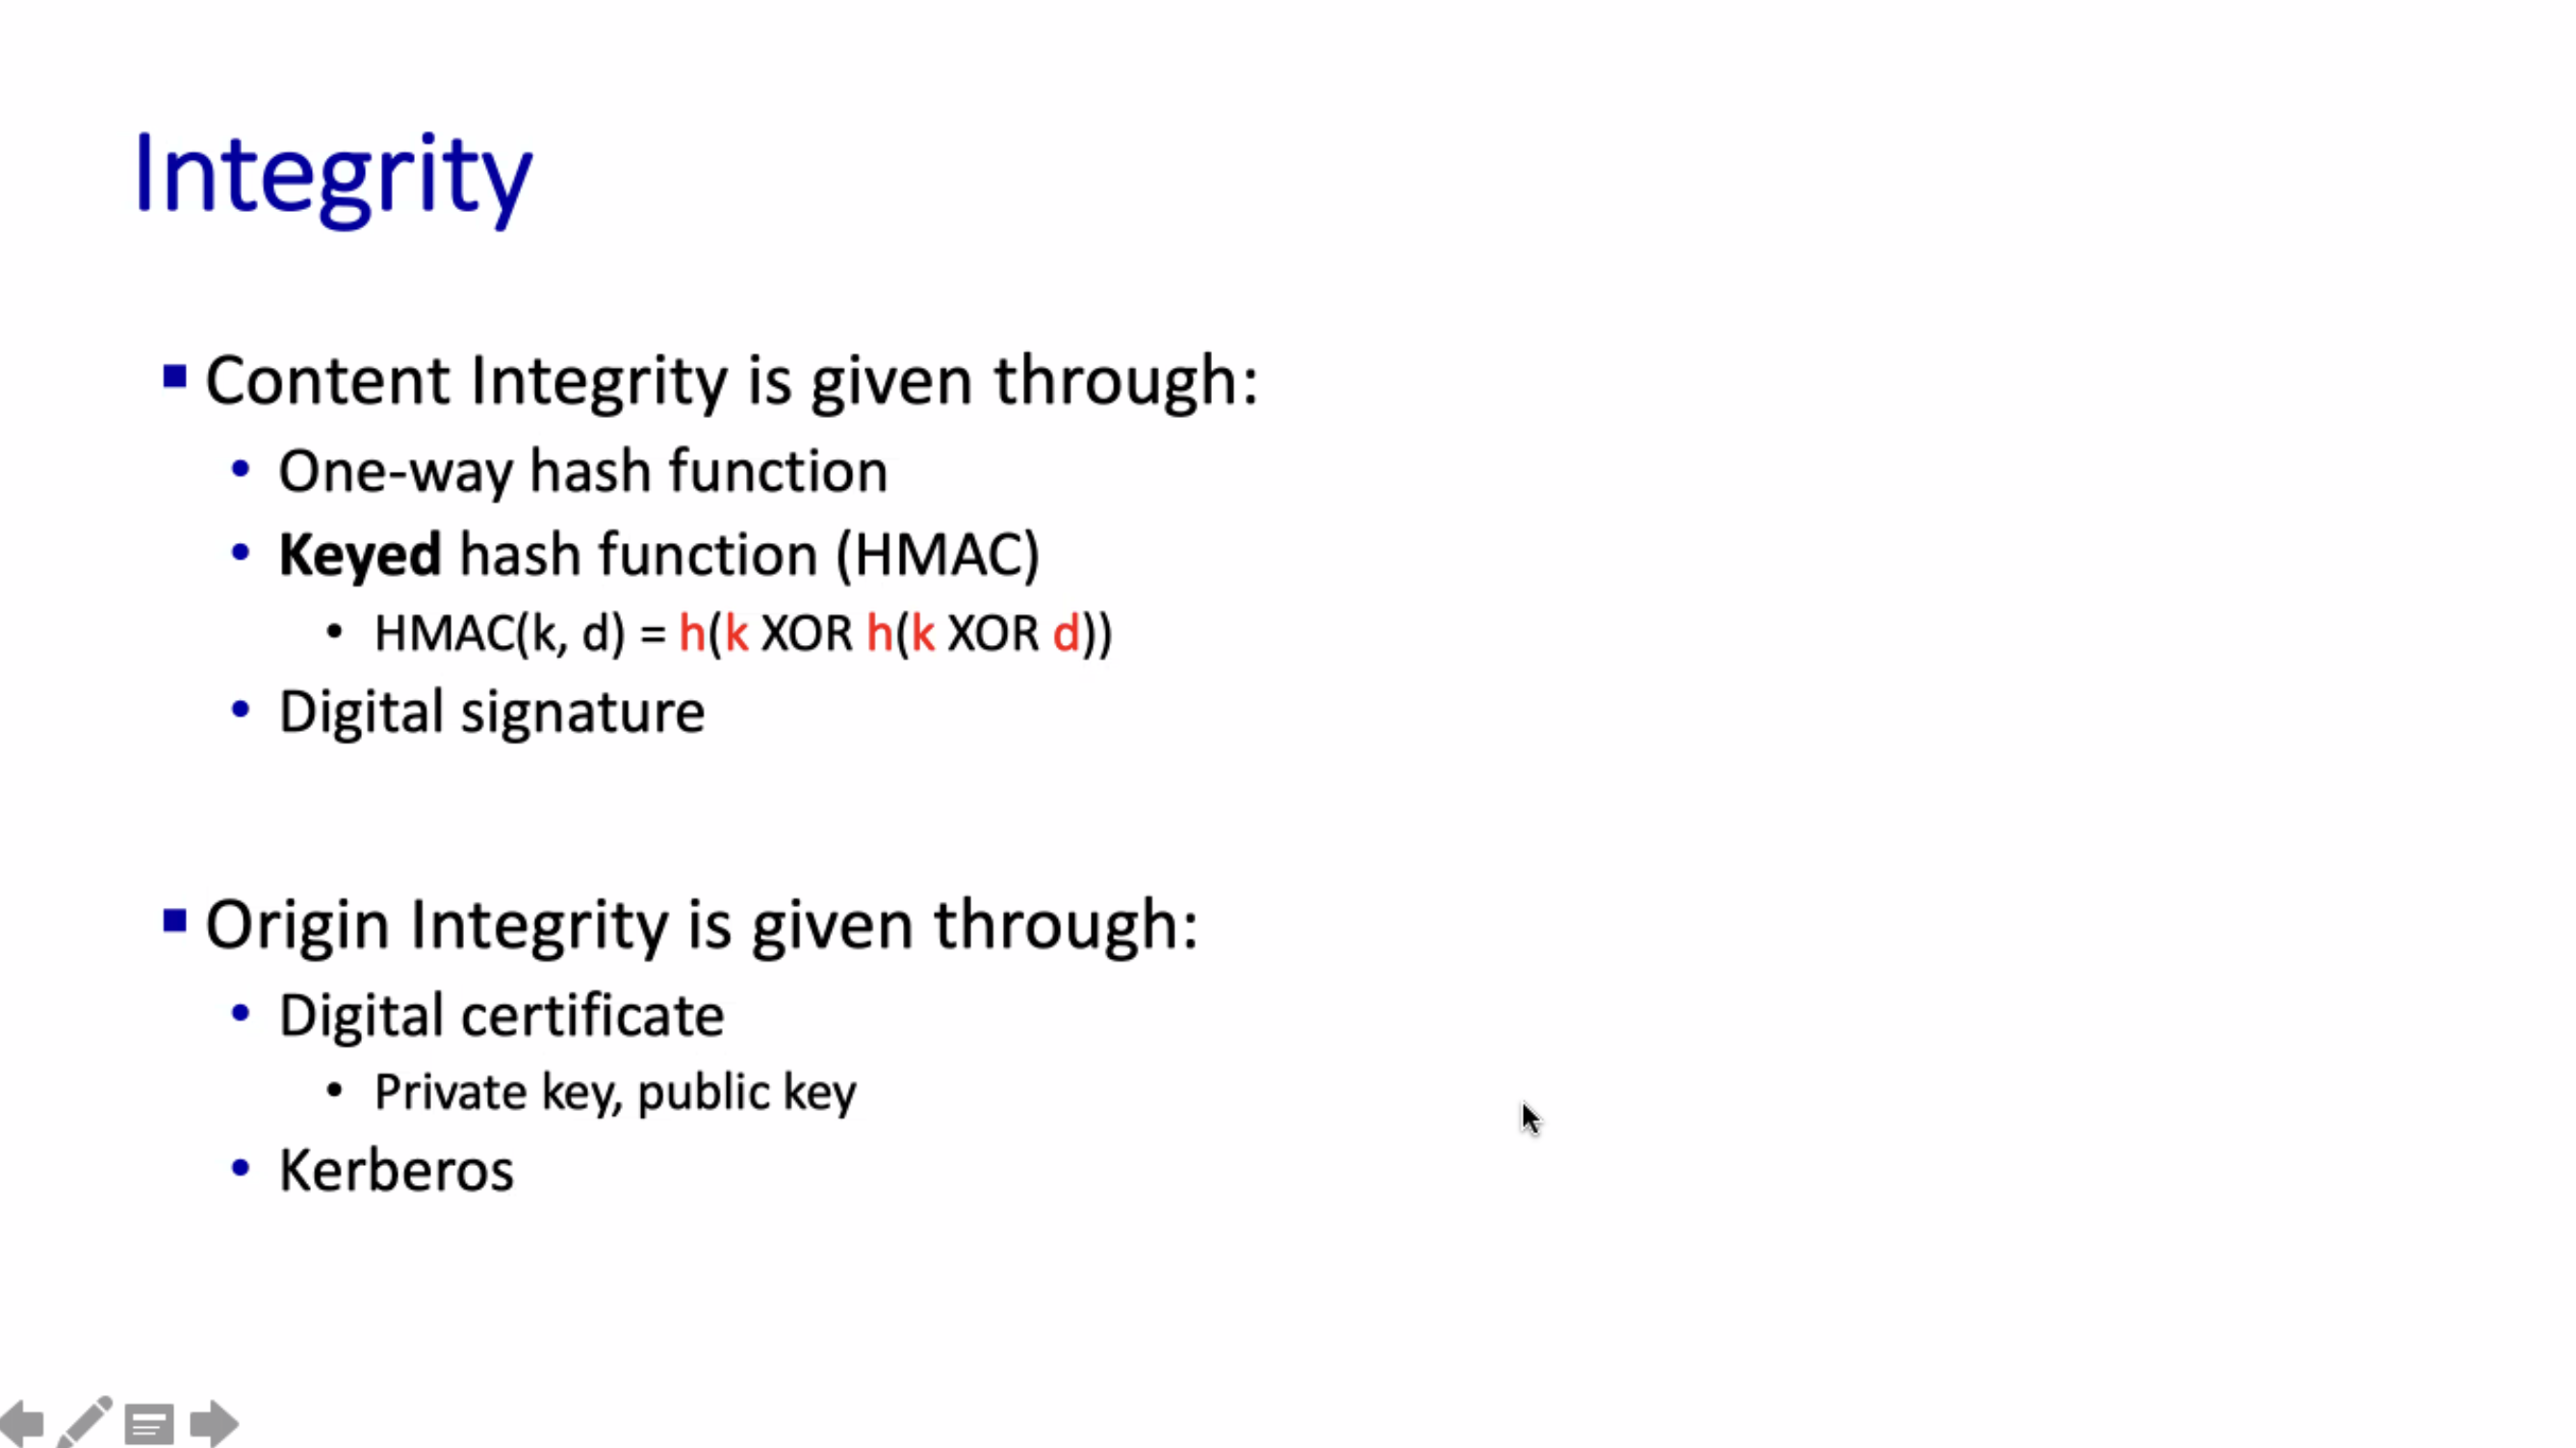 Integrity
Content Integrity is given through:
One-way hash function
Keyed hash function (HMAC)
HMAC(k, d) = h(k XOR h(k XOR d))
Digital signature
Origin Integrity is given through:
Digital certificate
Private key, public key
Kerberos